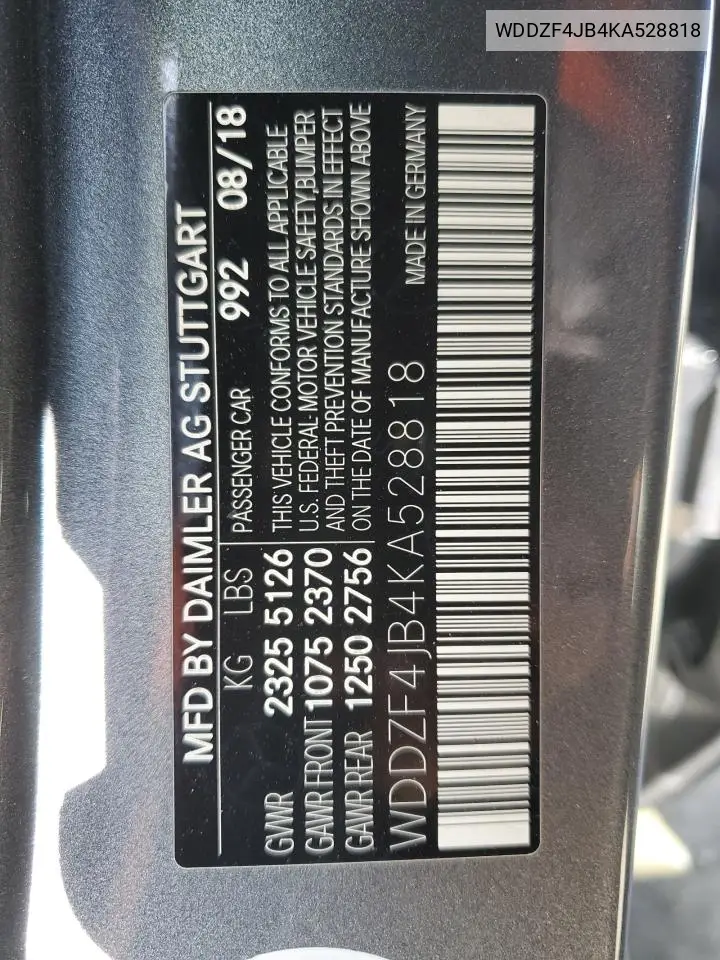 WDDZF4JB4KA528818
MFD BY DAIMLER AG STUTTGART
KG LBS PASSENGER CAR 992 08/18
GVWR 2325 5126 THIS VEHICLE CONFORMS TO ALL APPLICABLE
GAWR FRONT 1075 2370 U.S. FEDERAL-MOTOR VEHICLE SAFETY,BUMPER
AND THEFT PREVENTION STANDARDS IN EFFECT
GAWR REAR 1250 2756 ON THE DATE OF MANUFACTURE SHOWN ABOVE
WDDZF4JB4KA528818 MADE IN GERMANY